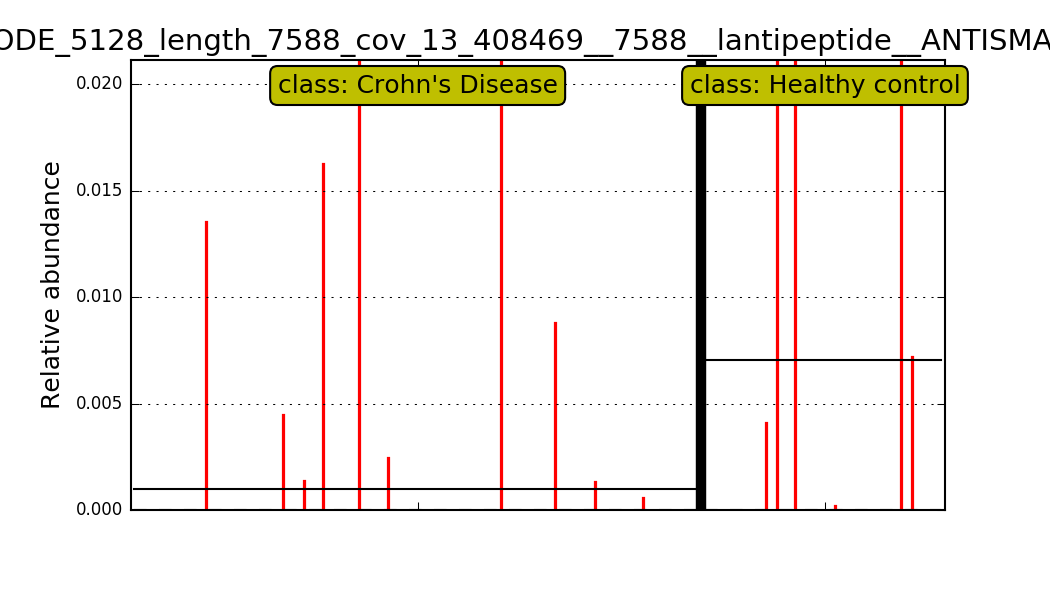 ODE_5128_length_7588_cov_13_408469__7588__lantipeptide__ANTISMA
class: Crohn's Disease
class: Healthy control
Relative abundance
0.020
0.015
0.010
0.005
0.000